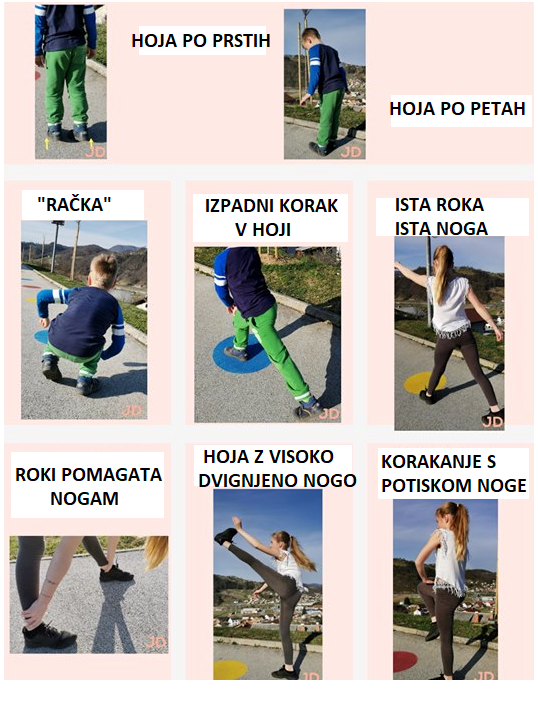 HOJA PO PRSTIH
HOJA PO PETAH
JD
JD
"RAČKA"
IZPADNI KORAK
V HOJI
ISTA ROKA
ISTA NOGA
JD
JD
JD
ROKI POMAGATA
NOGAM
HOJA Z VISOKO
DVIGNJENO NOGO
KORAKANJE S
POTISKOM NOGE
JD
JD
JD